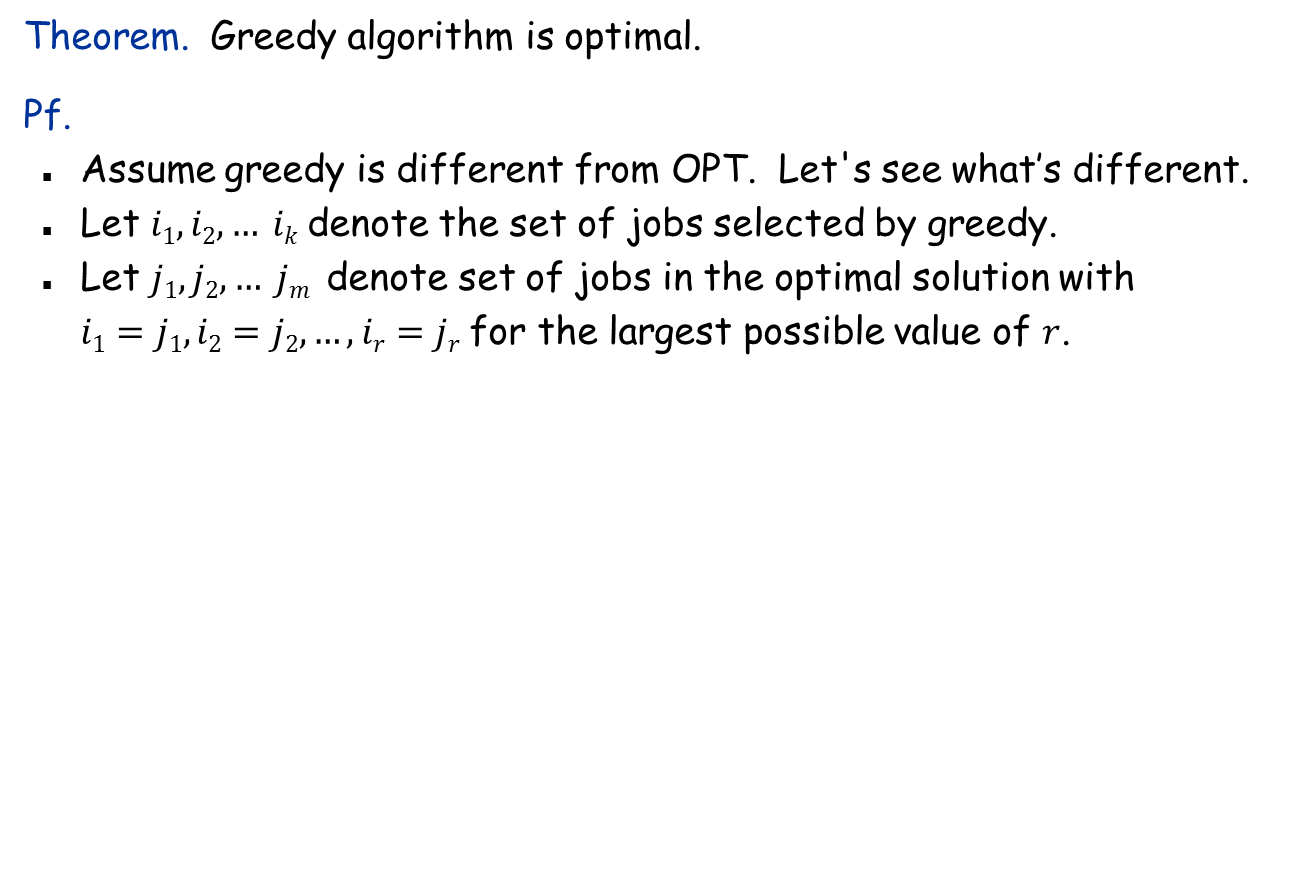 Theorem. Greedy algorithm is optimal.
Pf.
▪ Assume greedy is different from OPT. Let's see what’s different.
▪ Let i₁, i₂, … iₖ denote the set of jobs selected by greedy.
▪ Let j₁, j₂, … jₘ denote set of jobs in the optimal solution with
i₁ = j₁, i₂ = j₂, …, iᵣ = jᵣ for the largest possible value of r.